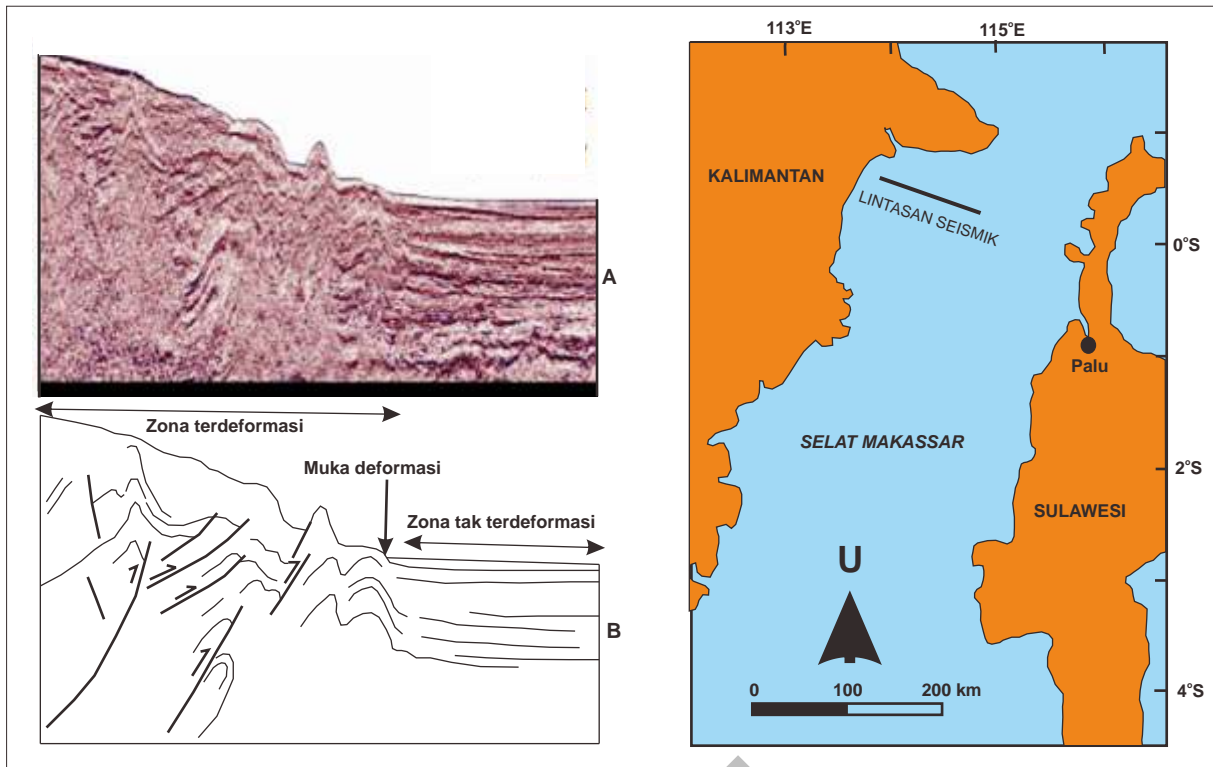 A
Zona terdeformasi
Muka deformasi
Zona tak terdeformasi
B
113°E
115°E
KALIMANTAN
LINTASAN SEISMIK
0°S
Palu
SELAT MAKASSAR
2°S
SULAWESI
U
0 100 200 km
4°S